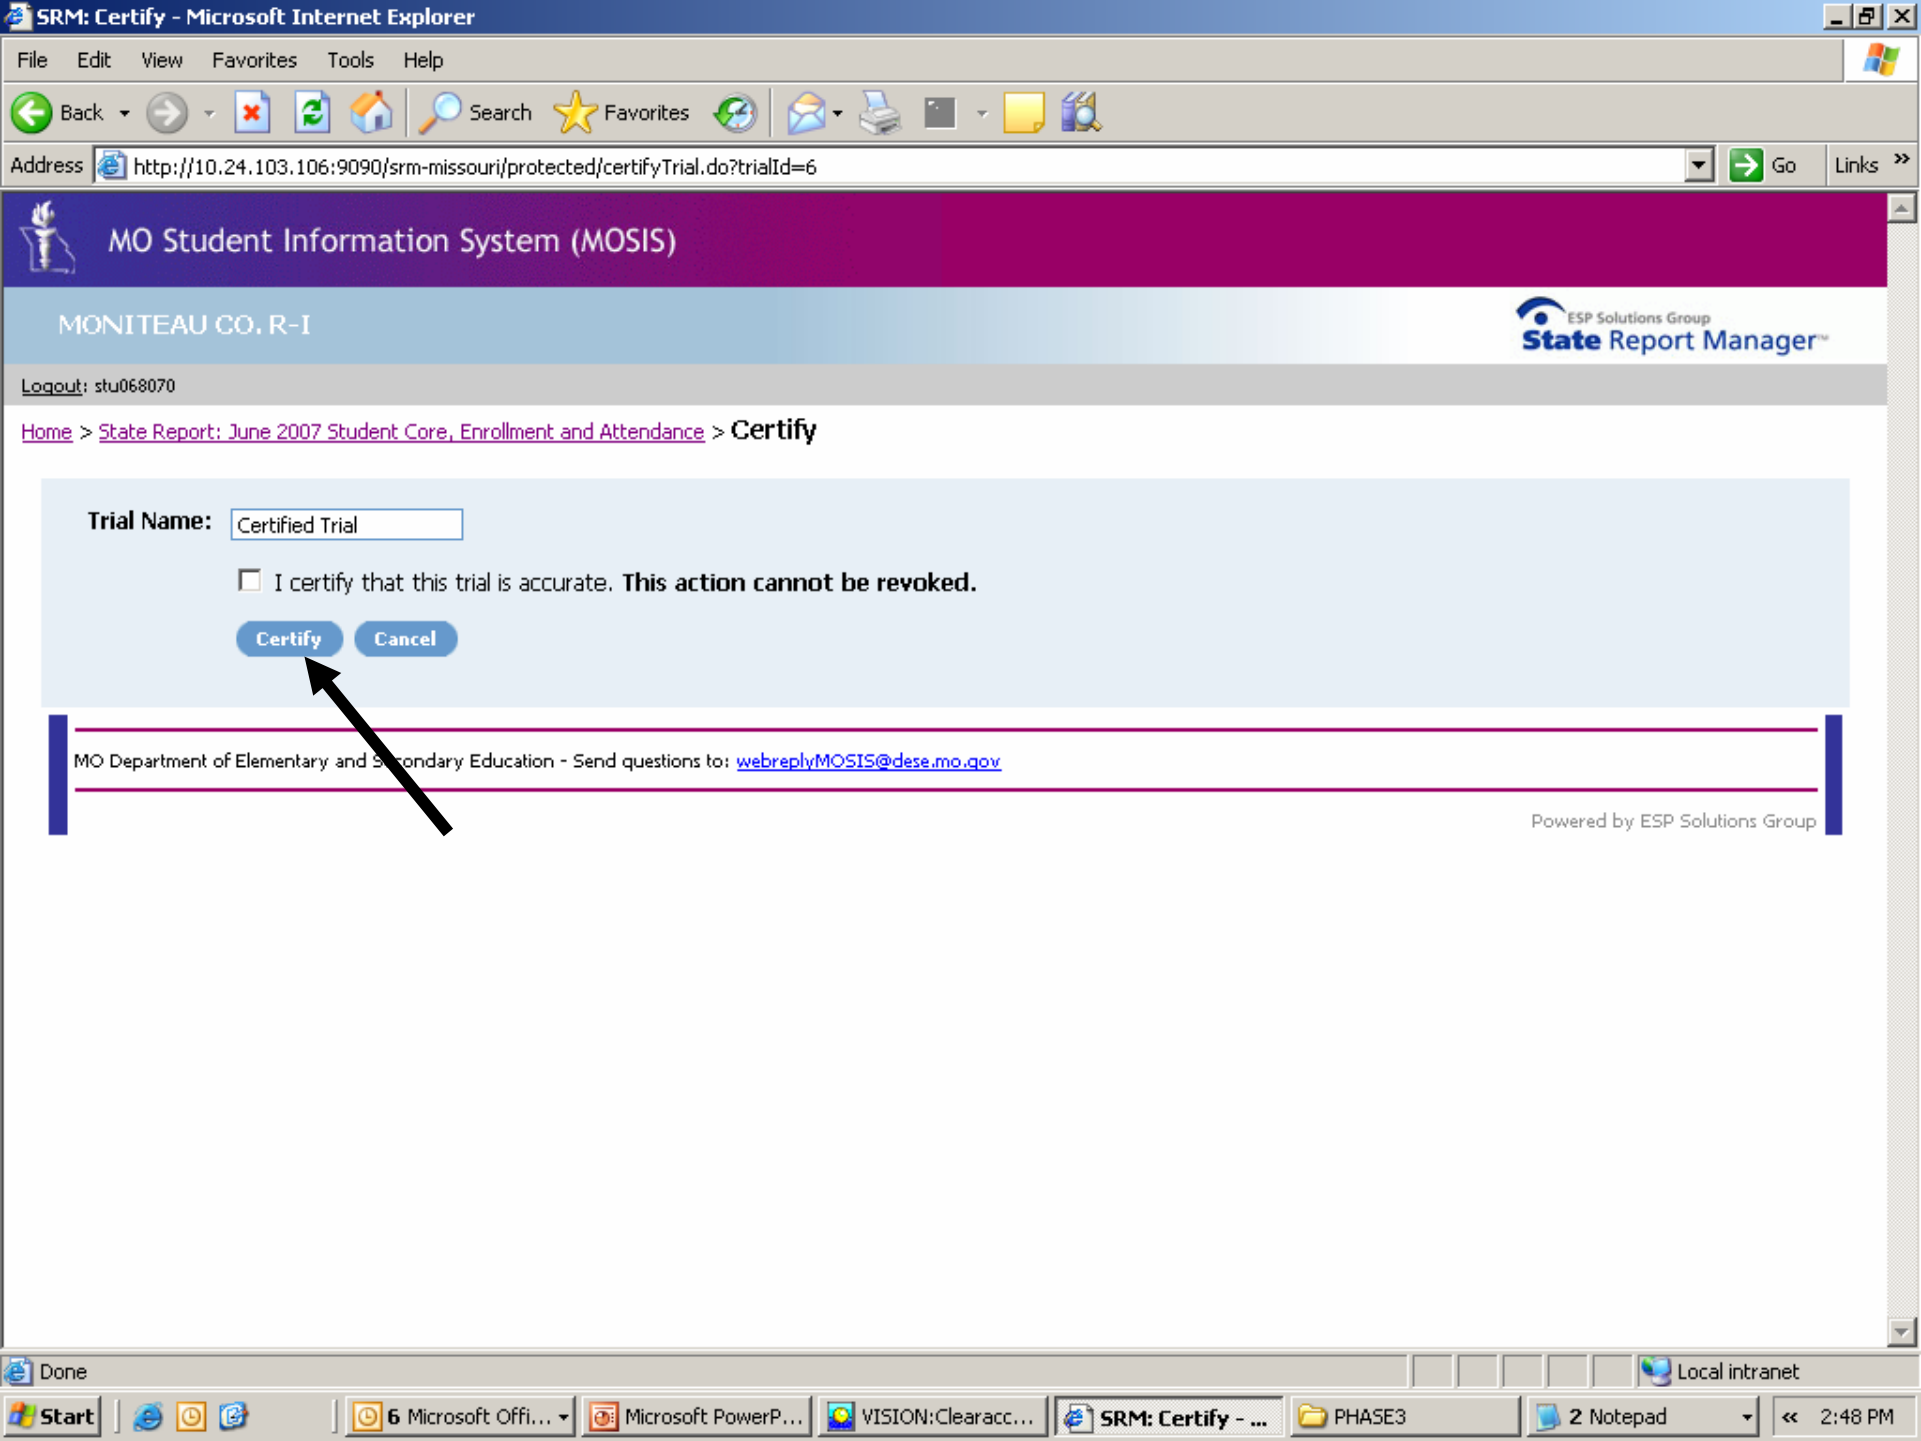 SRM: Certify - Microsoft Internet Explorer
File Edit View Favorites Tools Help
Back Search Favorites
Address http://10.24.103.106:9090/srm-missouri/protected/certifyTrial.do?trialId=6 Go Links »
MO Student Information System (MOSIS)
MONITEAU CO. R-I
ESP Solutions Group
State Report Manager™
Logout: stu068070
Home > State Report: June 2007 Student Core, Enrollment and Attendance > Certify
Trial Name: Certified Trial
I certify that this trial is accurate. This action cannot be revoked.
Certify Cancel
MO Department of Elementary and Secondary Education - Send questions to: webreplyMOSIS@dese.mo.gov
Powered by ESP Solutions Group
Done Local intranet
Start 6 Microsoft Offi... Microsoft PowerP... VISION:Clearacc... SRM: Certify - ... PHASE3 2 Notepad « 2:48 PM